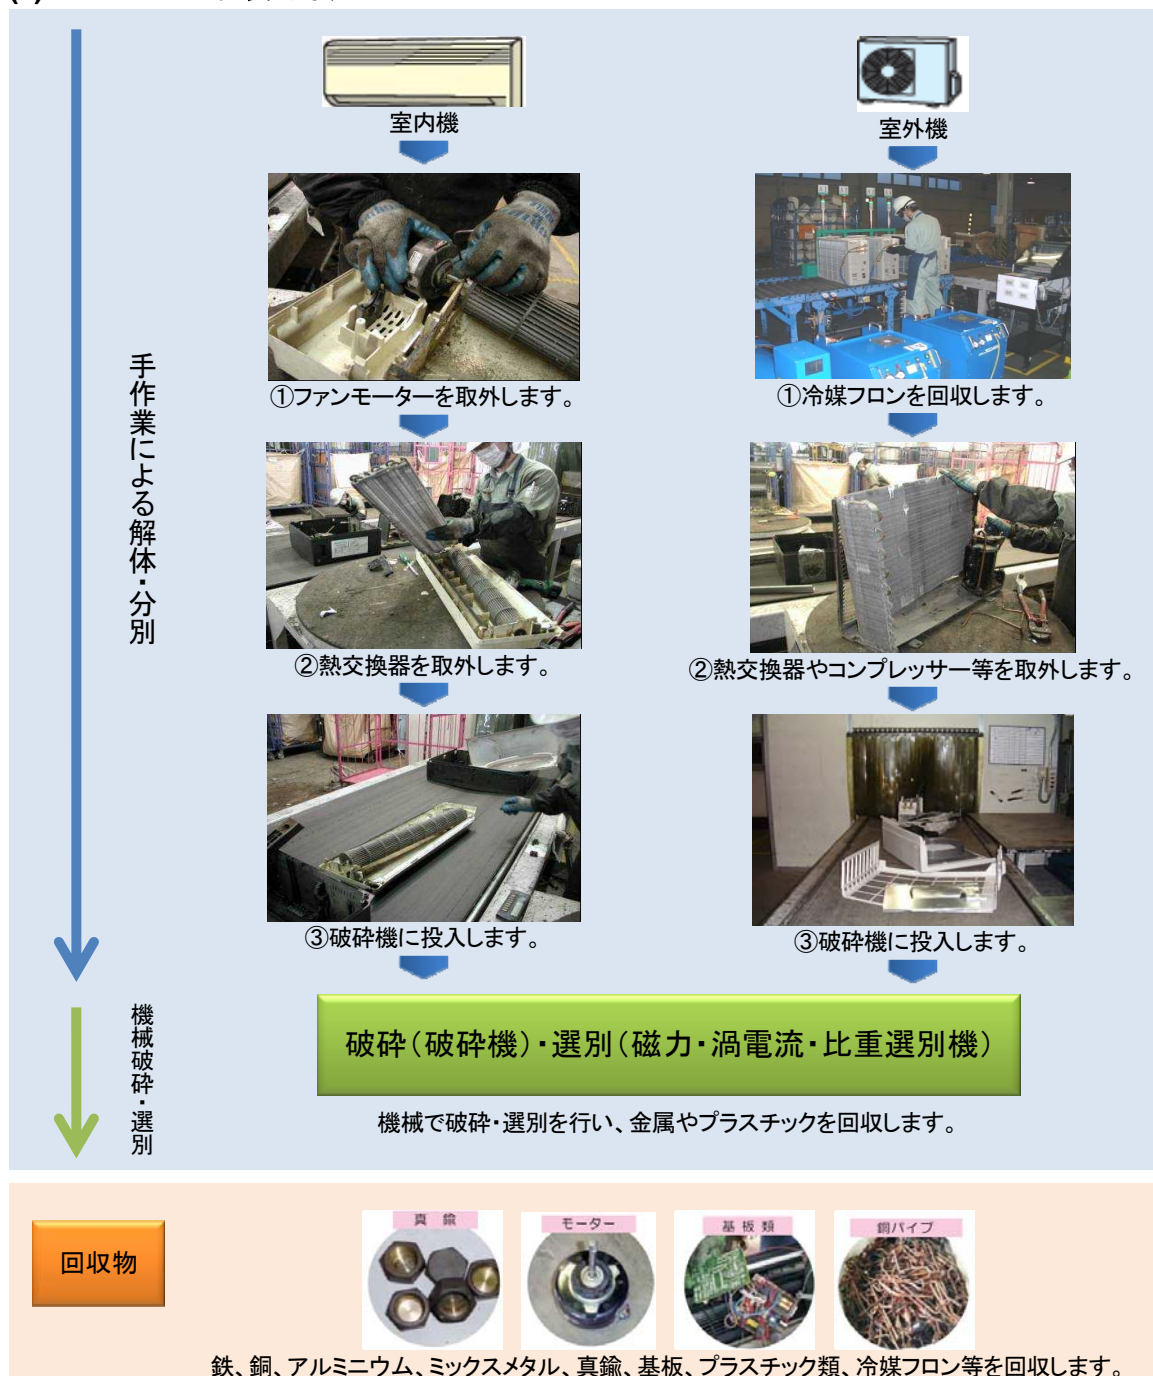 室内機
室外機
①ファンモーターを取外します。
①冷媒フロンを回収します。
②熱交換器を取外します。
②熱交換器やコンプレッサー等を取外します。
③破砕機に投入します。
③破砕機に投入します。
手作業による解体・分別
機械破砕・選別
破砕(破砕機)・選別(磁力・渦電流・比重選別機)
機械で破砕・選別を行い、金属やプラスチックを回収します。
回収物
真鍮
モーター
基板類
銅パイプ
鉄、銅、アルミニウム、ミックスメタル、真鍮、基板、プラスチック類、冷媒フロン等を回収します。